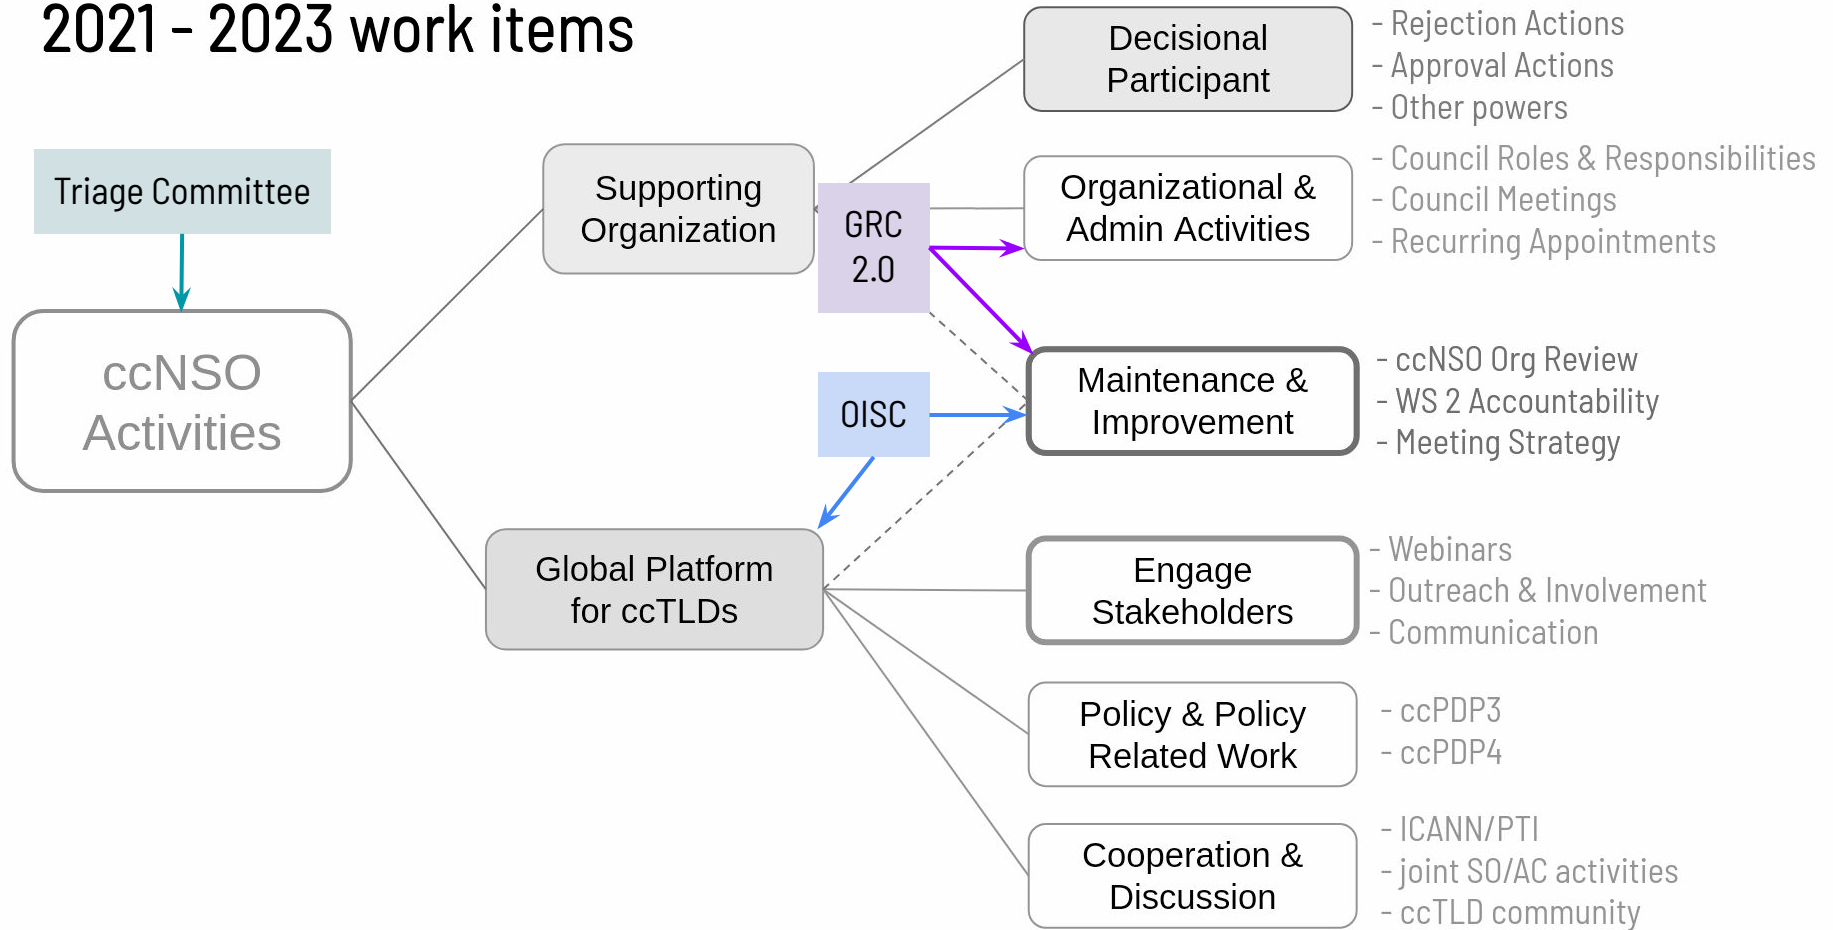 2021 - 2023 work items
Triage Committee
ccNSO
Activities
Supporting
Organization
GRC
2.0
OISC
Global Platform
for ccTLDs
Decisional
Participant
- Rejection Actions
- Approval Actions
- Other powers
Organizational &
Admin Activities
- Council Roles & Responsibilities
- Council Meetings
- Recurring Appointments
Maintenance &
Improvement
- ccNSO Org Review
- WS 2 Accountability
- Meeting Strategy
Engage
Stakeholders
- Webinars
- Outreach & Involvement
- Communication
Policy & Policy
Related Work
- ccPDP3
- ccPDP4
Cooperation &
Discussion
- ICANN/PTI
- joint SO/AC activities
- ccTLD community